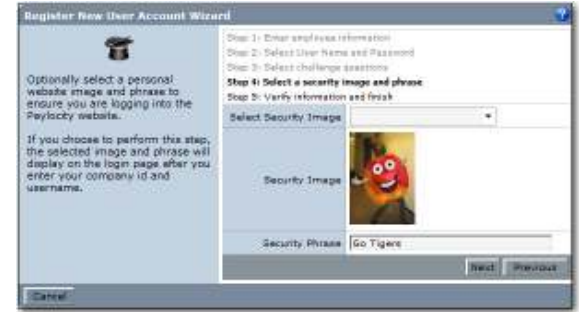 Register New User Account Wizard
?
Optionally select a personal
website image and phrase to
ensure you are logging into the
Paylocity website.
If you choose to perform this step,
the selected image and phrase will
display on the login page after you
enter your company id and
username.
Step 1: Enter employee information
Step 2: Select User Name and Password
Step 3: Select challenge questions
Step 4: Select a security image and phrase
Step 5: Verify information and finish
Select Security Image
Security Image
Security Phrase Go Tigers
Next Previous
Cancel